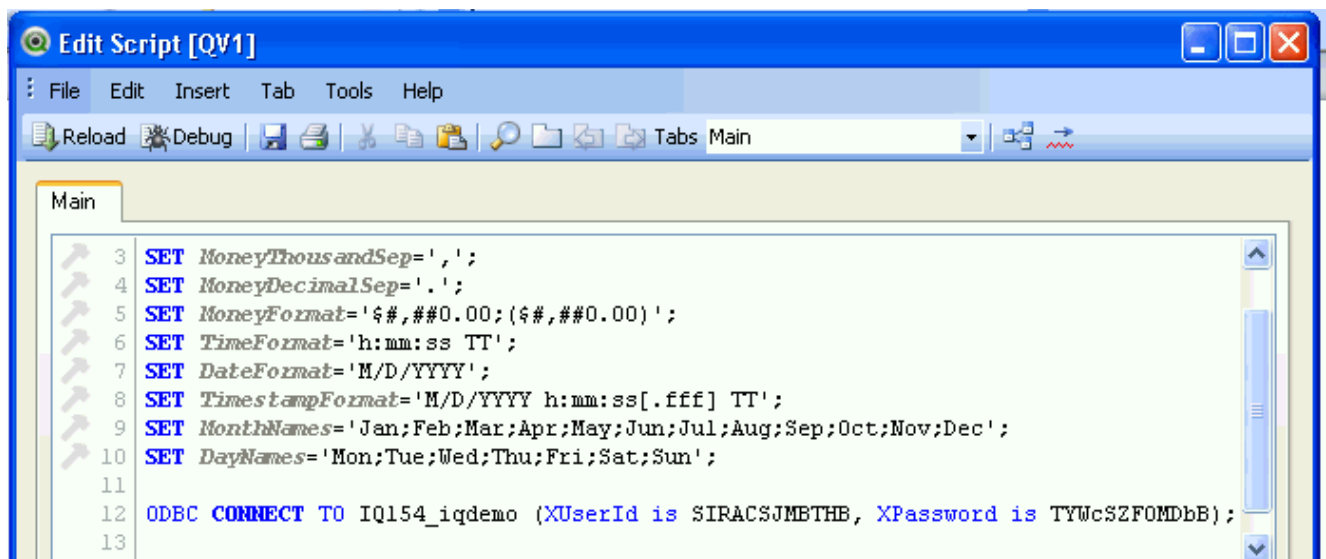 Edit Script [QV1]
File Edit Insert Tab Tools Help
Reload Debug Tabs Main
Main
3 SET MoneyThousandSep=',';
4 SET MoneyDecimalSep='.';
5 SET MoneyFormat='$#,##0.00;($#,##0.00)';
6 SET TimeFormat='h:mm:ss TT';
7 SET DateFormat='M/D/YYYY';
8 SET TimestampFormat='M/D/YYYY h:mm:ss[.fff] TT';
9 SET MonthNames='Jan;Feb;Mar;Apr;May;Jun;Jul;Aug;Sep;Oct;Nov;Dec';
10 SET DayNames='Mon;Tue;Wed;Thu;Fri;Sat;Sun';
11
12 ODBC CONNECT TO IQ154_iqdemo (XUserId is SIRACSJMBTHB, XPassword is TYWcSZFOMDbB);
13